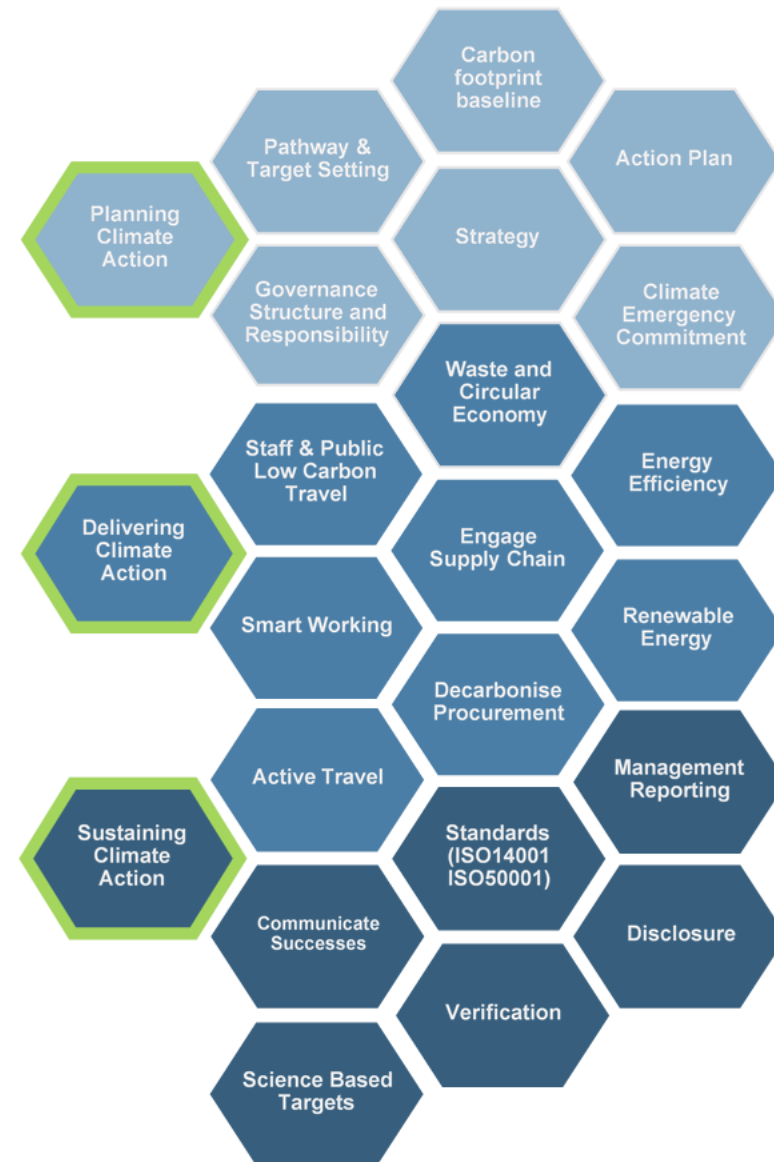 Carbon
footprint
baseline
Pathway &
Target Setting
Action Plan
Planning
Climate
Action
Strategy
Governance
Structure and
Responsibility
Climate
Emergency
Commitment
Waste and
Circular
Economy
Staff & Public
Low Carbon
Travel
Energy
Efficiency
Delivering
Climate
Action
Engage
Supply Chain
Smart Working
Renewable
Energy
Decarbonise
Procurement
Active Travel
Management
Reporting
Sustaining
Climate
Action
Standards
(ISO14001
ISO50001)
Communicate
Successes
Disclosure
Verification
Science Based
Targets